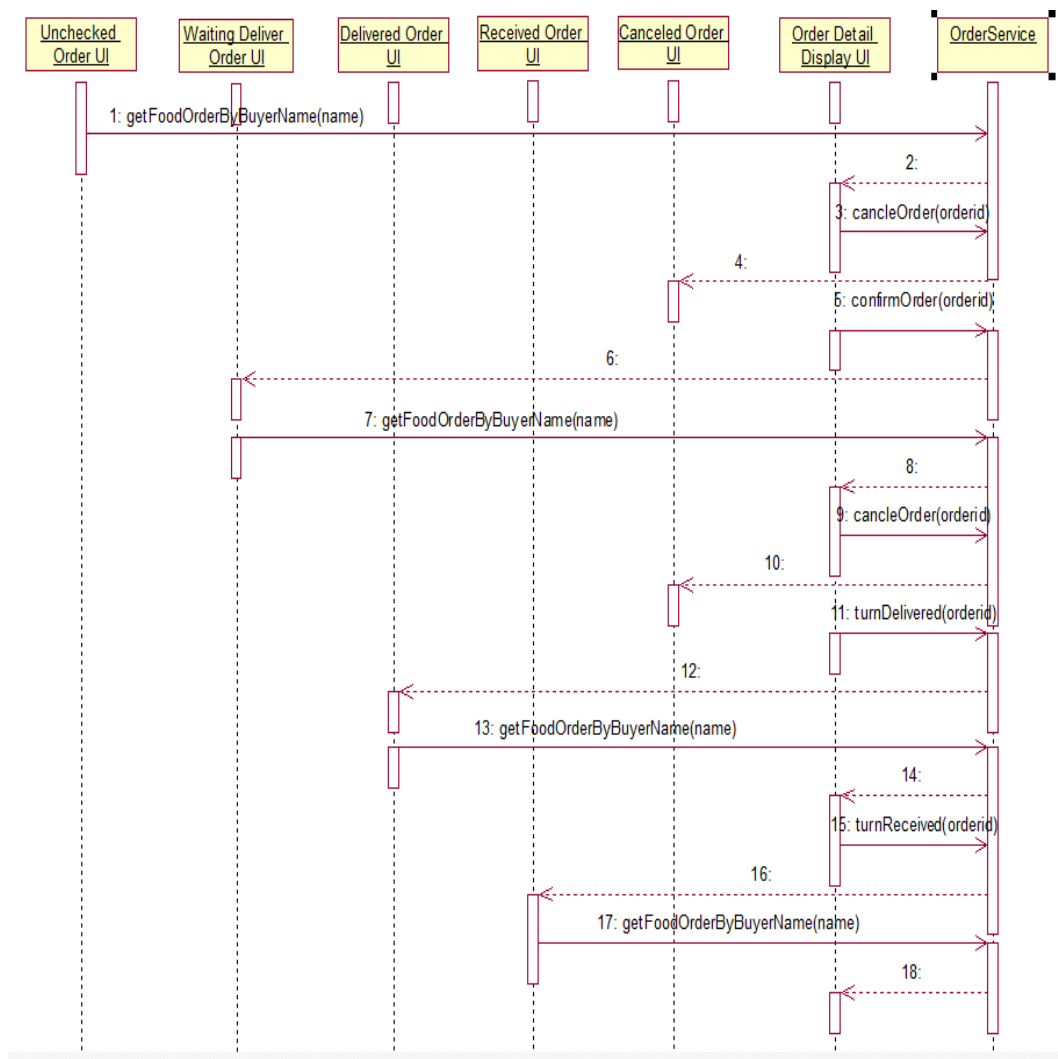 Unchecked
Order UI
Waiting Deliver
Order UI
Delivered Order
UI
Received Order
UI
Canceled Order
UI
Order Detail
Display UI
OrderService
1: getFoodOrderByBuyerName(name)
2:
3: cancleOrder(orderid)
4:
5: confirmOrder(orderid)
6:
7: getFoodOrderByBuyerName(name)
8:
9: cancleOrder(orderid)
10:
11: turnDelivered(orderid)
12:
13: getFoodOrderByBuyerName(name)
14:
15: turnReceived(orderid)
16:
17: getFoodOrderByBuyerName(name)
18: